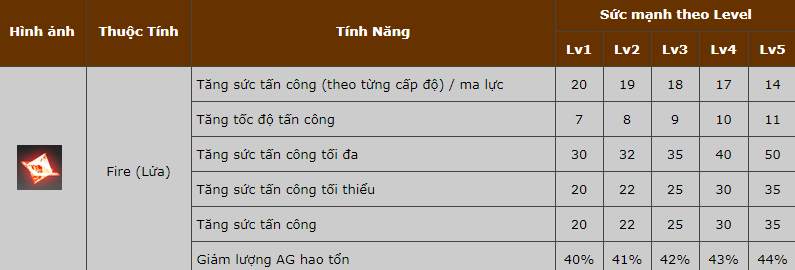 Hình ảnh Thuộc Tính Tính Năng Sức mạnh theo Level
Lv1 Lv2 Lv3 Lv4 Lv5
Fire (Lửa)
Tăng sức tấn công (theo từng cấp độ) / ma lực 20 19 18 17 14
Tăng tốc độ tấn công 7 8 9 10 11
Tăng sức tấn công tối đa 30 32 35 40 50
Tăng sức tấn công tối thiểu 20 22 25 30 35
Tăng sức tấn công 20 22 25 30 35
Giảm lượng AG hao tốn 40% 41% 42% 43% 44%